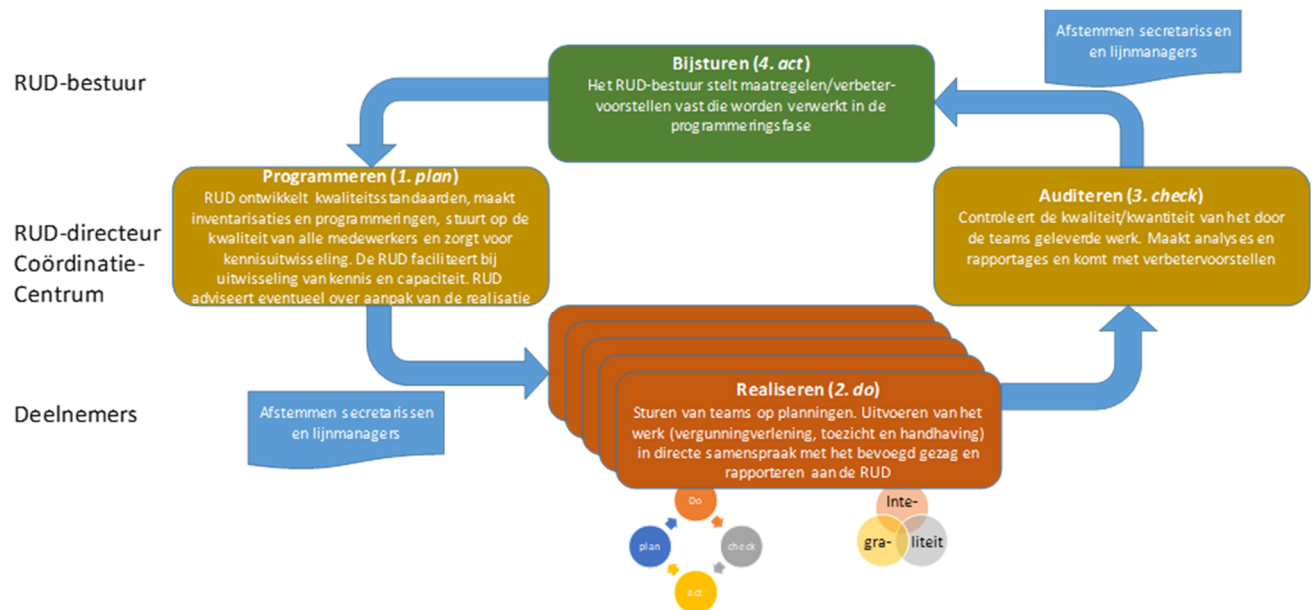 RUD-bestuur
Bijsturen (4. act)
Het RUD-bestuur stelt maatregelen/verbeter-
voorstellen vast die worden verwerkt in de
programmeringsfase
Afstemmen secretarissen
en lijnmanagers
RUD-directeur
Coördinatie-
Centrum
Programmeren (1. plan)
RUD ontwikkelt kwaliteitsstandaarden, maakt
inventarisaties en programmeringen, stuurt op de
kwaliteit van alle medewerkers en zorgt voor
kennisuitwisseling. De RUD faciliteert bij
uitwisseling van kennis en capaciteit. RUD
adviseert eventueel over aanpak van de realisatie
Auditeren (3. check)
Controleert de kwaliteit/kwantiteit van het door
de teams geleverde werk. Maakt analyses en
rapportages en komt met verbetervoorstellen
Deelnemers
Afstemmen secretarissen
en lijnmanagers
Realiseren (2. do)
Sturen van teams op planningen. Uitvoeren van het
werk (vergunningverlening, toezicht en handhaving)
in directe samenspraak met het bevoegd gezag en
rapporteren aan de RUD
Do
plan
check
act
Inte-
gra-
liteit